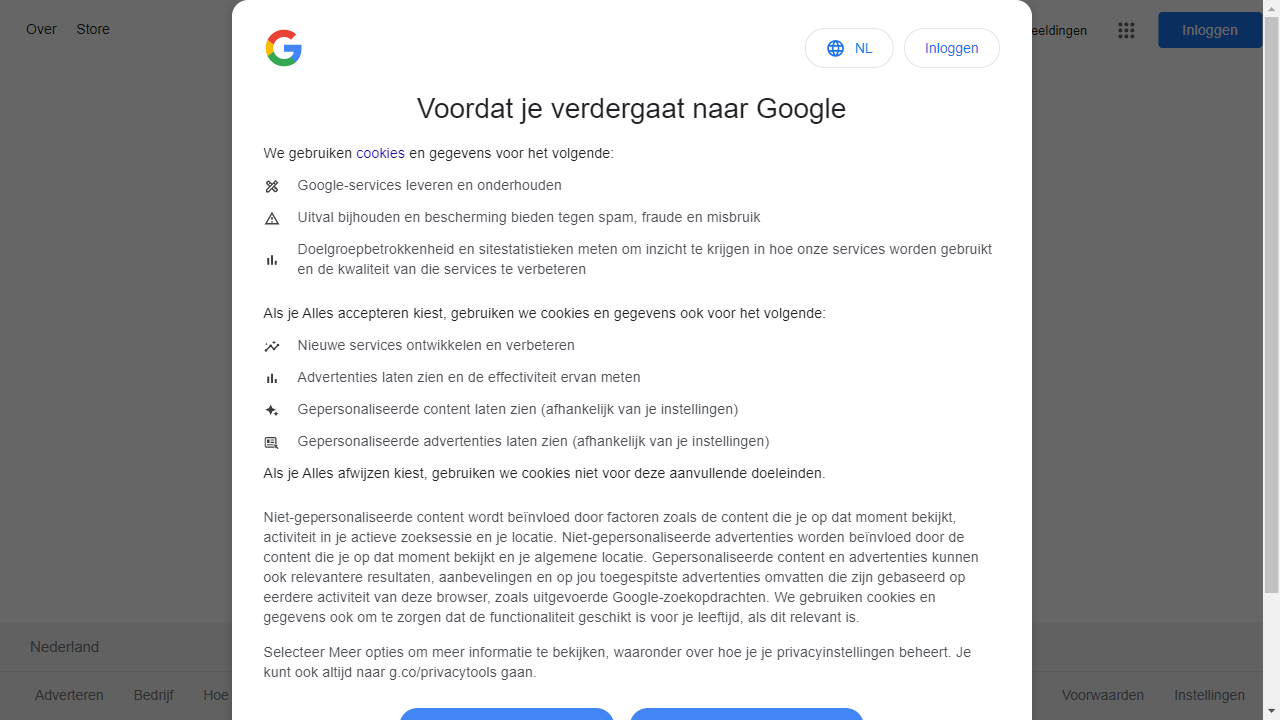 Over Store
eeldingen
Inloggen
NL
Inloggen
Voordat je verdergaat naar Google
We gebruiken cookies en gegevens voor het volgende:
Google-services leveren en onderhouden
Uitval bijhouden en bescherming bieden tegen spam, fraude en misbruik
Doelgroepbetrokkenheid en sitestatistieken meten om inzicht te krijgen in hoe onze services worden gebruikt
en de kwaliteit van die services te verbeteren
Als je Alles accepteren kiest, gebruiken we cookies en gegevens ook voor het volgende:
Nieuwe services ontwikkelen en verbeteren
Advertenties laten zien en de effectiviteit ervan meten
Gepersonaliseerde content laten zien (afhankelijk van je instellingen)
Gepersonaliseerde advertenties laten zien (afhankelijk van je instellingen)
Als je Alles afwijzen kiest, gebruiken we cookies niet voor deze aanvullende doeleinden.
Niet-gepersonaliseerde content wordt beïnvloed door factoren zoals de content die je op dat moment bekijkt,
activiteit in je actieve zoeksessie en je locatie. Niet-gepersonaliseerde advertenties worden beïnvloed door de
content die je op dat moment bekijkt en je algemene locatie. Gepersonaliseerde content en advertenties kunnen
ook relevantere resultaten, aanbevelingen en op jou toegespitste advertenties omvatten die zijn gebaseerd op
eerdere activiteit van deze browser, zoals uitgevoerde Google-zoekopdrachten. We gebruiken cookies en
gegevens ook om te zorgen dat de functionaliteit geschikt is voor je leeftijd, als dit relevant is.
Selecteer Meer opties om meer informatie te bekijken, waaronder over hoe je je privacyinstellingen beheert. Je
kunt ook altijd naar g.co/privacytools gaan.
Nederland
Adverteren Bedrijf Hoe
Voorwaarden Instellingen